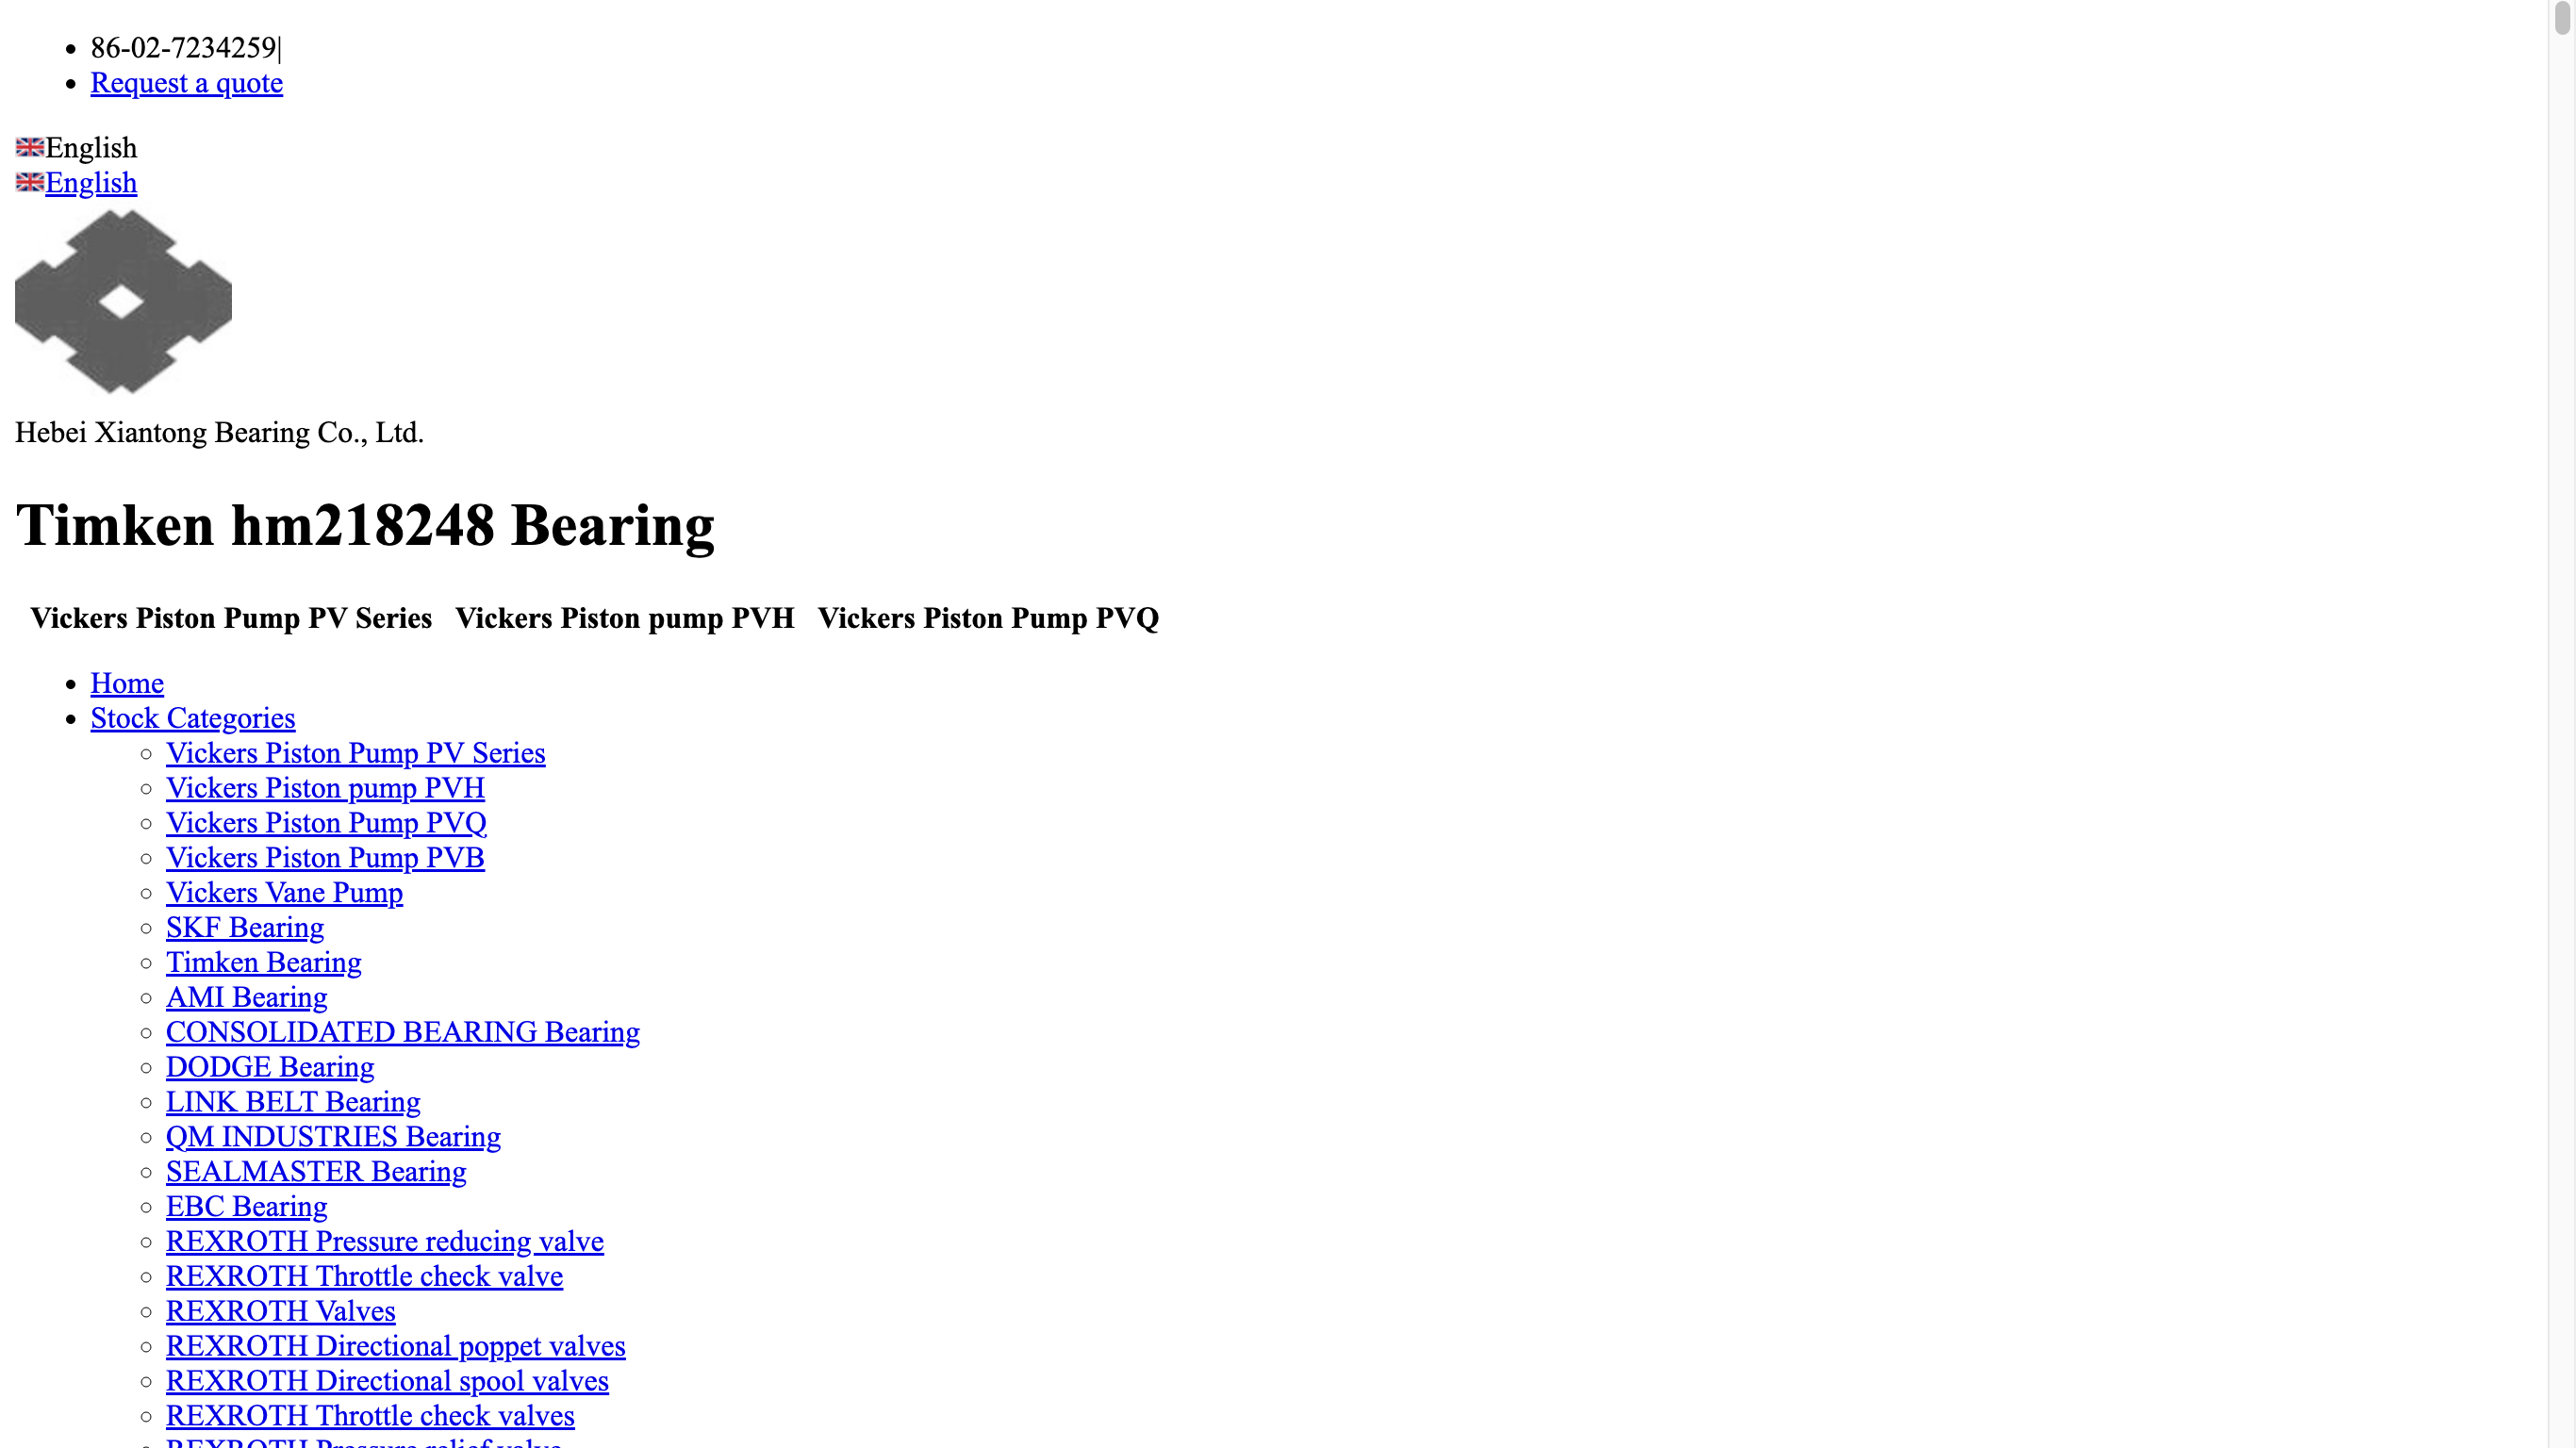 86-02-7234259|
Request a quote
English
English
Hebei Xiantong Bearing Co., Ltd.
Timken hm218248 Bearing
Vickers Piston Pump PV Series Vickers Piston pump PVH Vickers Piston Pump PVQ
Home
Stock Categories
Vickers Piston Pump PV Series
Vickers Piston pump PVH
Vickers Piston Pump PVQ
Vickers Piston Pump PVB
Vickers Vane Pump
SKF Bearing
Timken Bearing
AMI Bearing
CONSOLIDATED BEARING Bearing
DODGE Bearing
LINK BELT Bearing
QM INDUSTRIES Bearing
SEALMASTER Bearing
EBC Bearing
REXROTH Pressure reducing valve
REXROTH Throttle check valve
REXROTH Valves
REXROTH Directional poppet valves
REXROTH Directional spool valves
REXROTH Throttle check valves
REXROTH Pressure relief valve